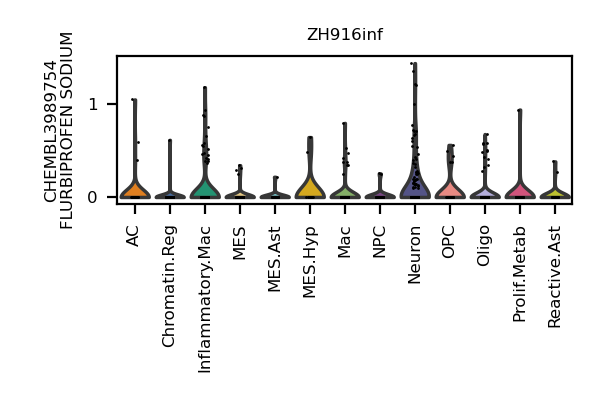 ZH916inf
CHEMBL3989754
FLURBIPROFEN SODIUM
1
0
AC
Chromatin.Reg
Inflammatory.Mac
MES
MES.Ast
MES.Hyp
Mac
NPC
Neuron
OPC
Oligo
Prolif.Metab
Reactive.Ast